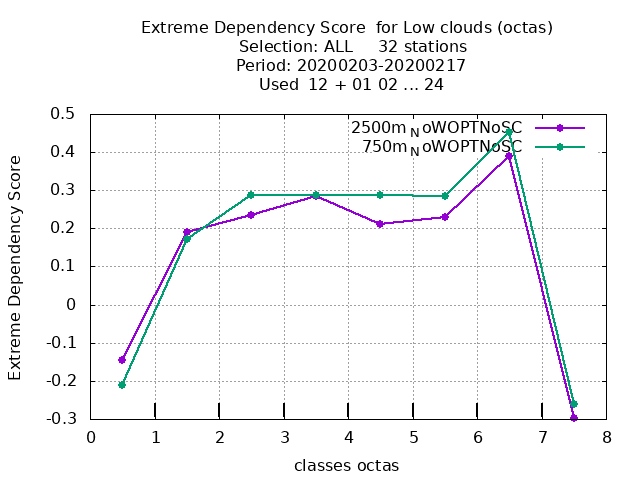 Extreme Dependency Score  for Low clouds (octas)
Selection: ALL     32 stations
Period: 20200203-20200217
Used  12 + 01 02 ... 24
2500m NoWOPTNoSC
750m NoWOPTNoSC
0.5
0.4
0.3
0.2
0.1
0
-0.1
-0.2
-0.3
Extreme Dependency Score
0 1 2 3 4 5 6 7 8
classes octas